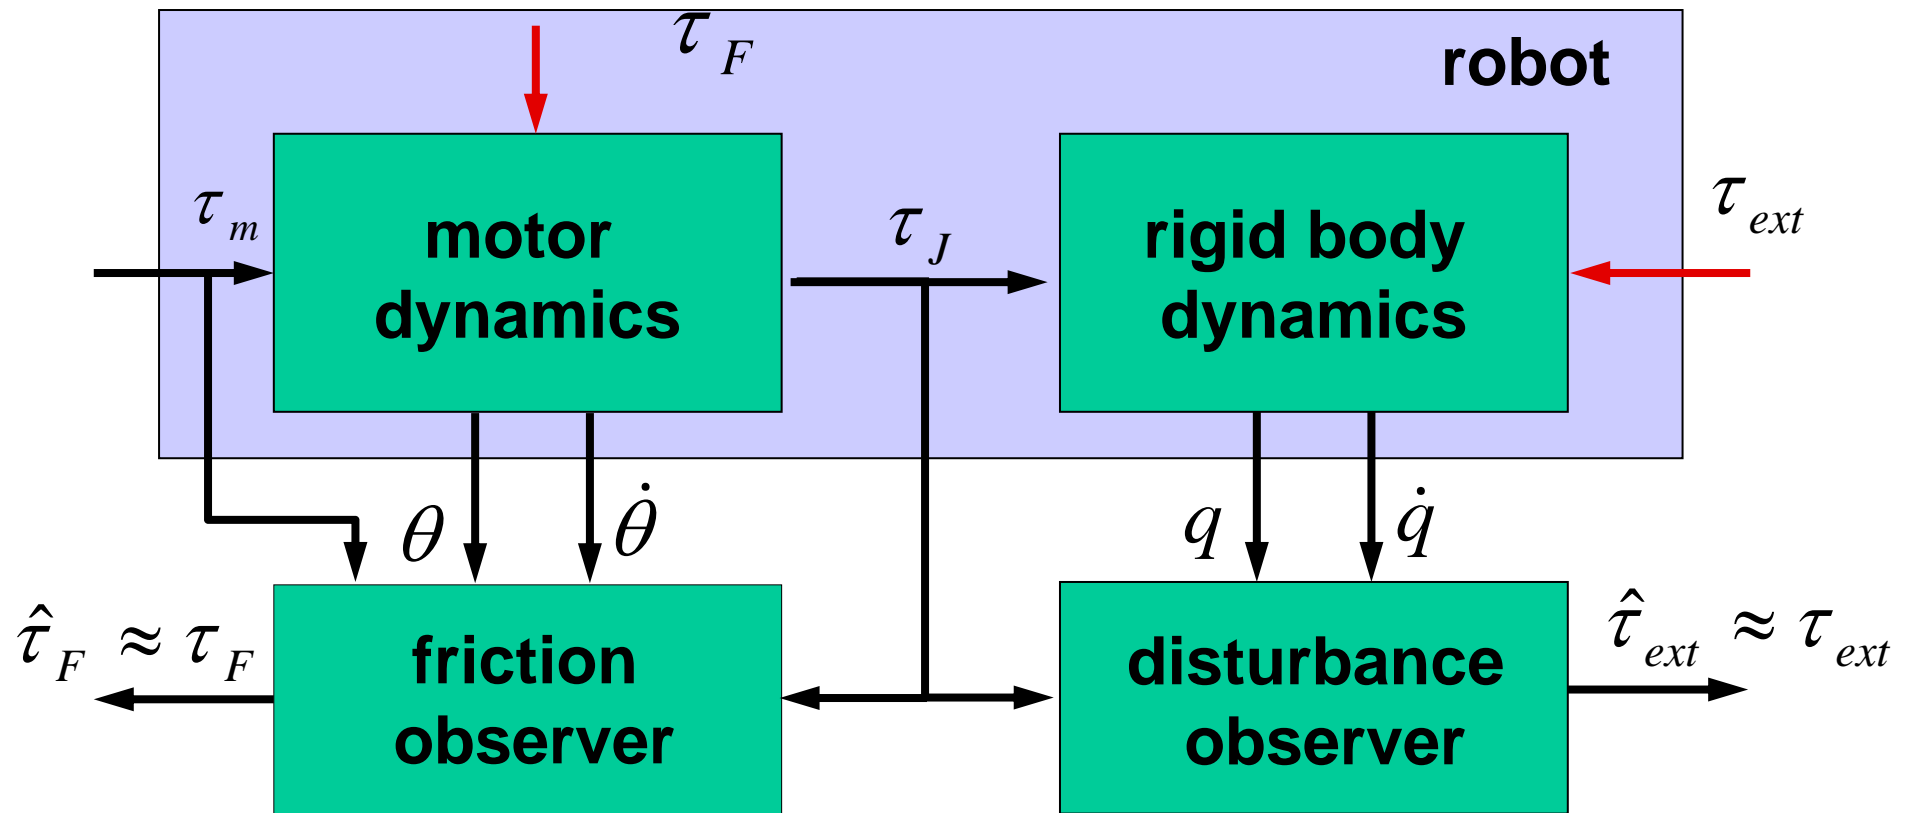 τ_F
robot
τ_m
motor
dynamics
τ_J
rigid body
dynamics
τ_ext
θ
θ̇
q
q̇
τ̂_F ≈ τ_F
friction
observer
disturbance
observer
τ̂_ext ≈ τ_ext